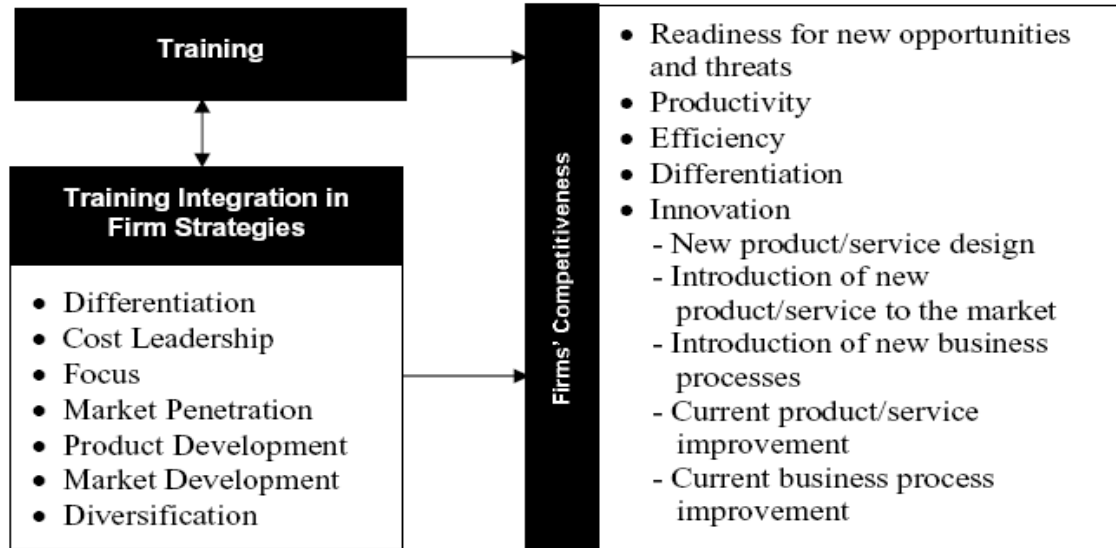 Training
Training Integration in
Firm Strategies
• Differentiation
• Cost Leadership
• Focus
• Market Penetration
• Product Development
• Market Development
• Diversification
Firms' Competitiveness
• Readiness for new opportunities
and threats
• Productivity
• Efficiency
• Differentiation
• Innovation
- New product/service design
- Introduction of new
product/service to the market
- Introduction of new business
processes
- Current product/service
improvement
- Current business process
improvement